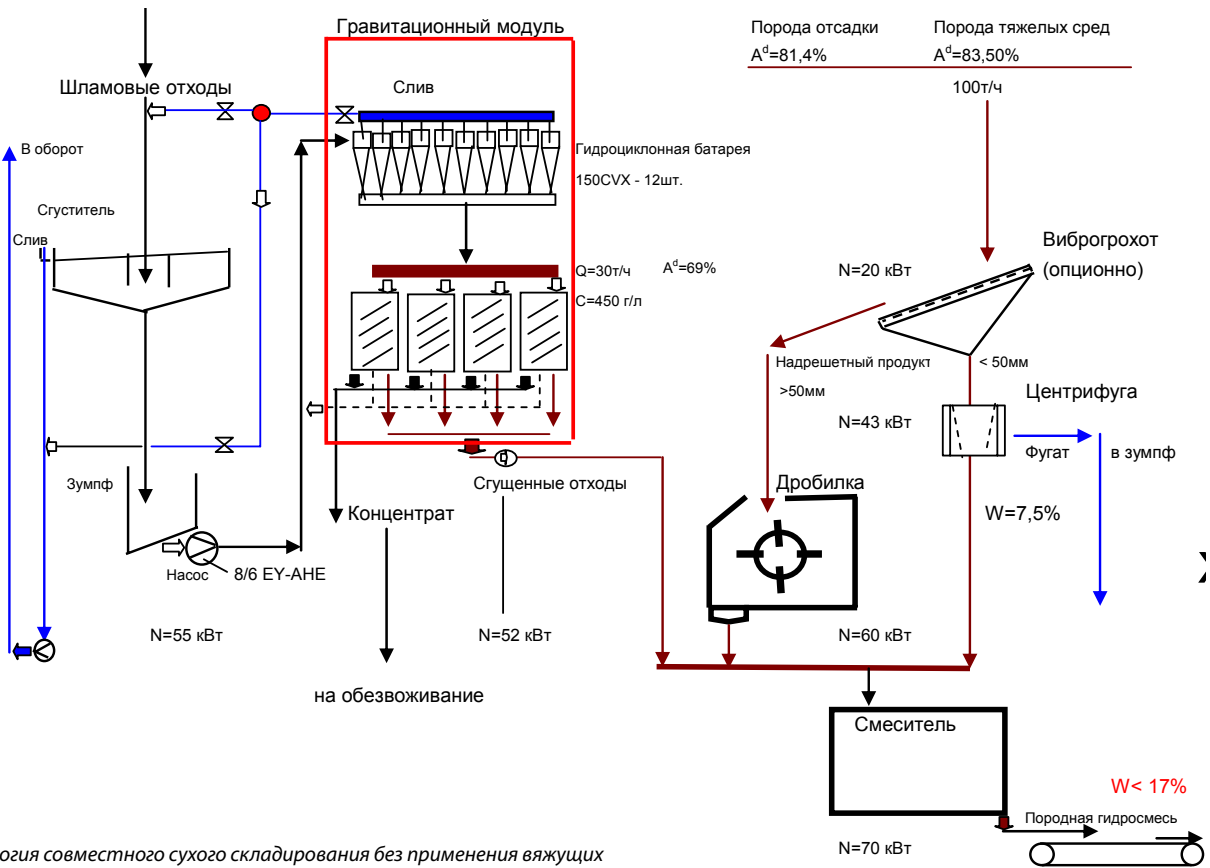 Гравитационный модуль
Порода отсадки
Порода тяжелых сред
A^d=81,4%
A^d=83,50%
100т/ч
Шламовые отходы
Слив
В оборот
Гидроциклонная батарея
150CVX - 12шт.
Сгуститель
Слив
Q=30т/ч
A^d=69%
C=450 г/л
N=20 кВт
Виброгрохот
(опционно)
Надрешетный продукт
>50мм
< 50мм
Центрифуга
N=43 кВт
Фугат
в зумпф
W=7,5%
Зумпф
Насос
8/6 EY-AHE
Сгущенные отходы
Концентрат
Дробилка
N=55 кВт
N=52 кВт
N=60 кВт
на обезвоживание
Смеситель
W< 17%
Породная гидросмесь
N=70 кВт
огия совместного сухого складирования без применения вяжущих